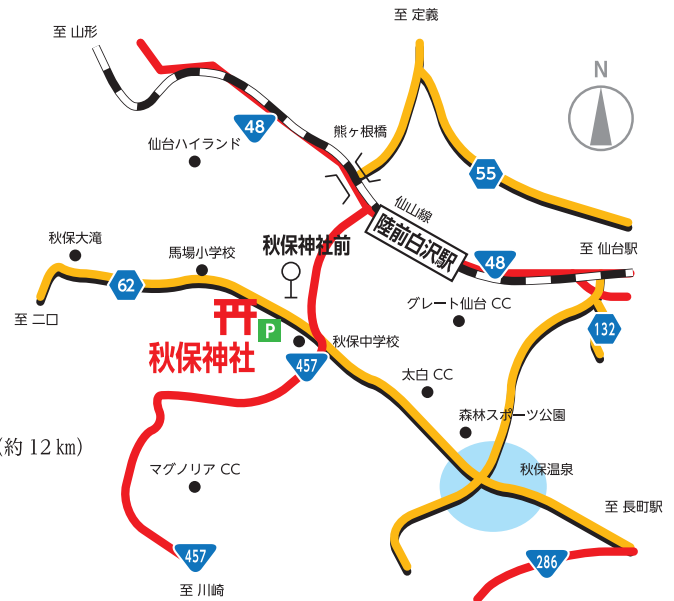 至 定義
至 山形
N
熊ヶ根橋
48
仙台ハイランド
55
仙山線
秋保大滝
馬場小学校
秋保神社前
陸前白沢駅
至 仙台駅
48
62
グレート仙台 CC
至 二口
P
132
秋保中学校
秋保神社
457
太白 CC
森林スポーツ公園
(約 12 km)
マグノリア CC
秋保温泉
至 長町駅
457
286
至 川崎